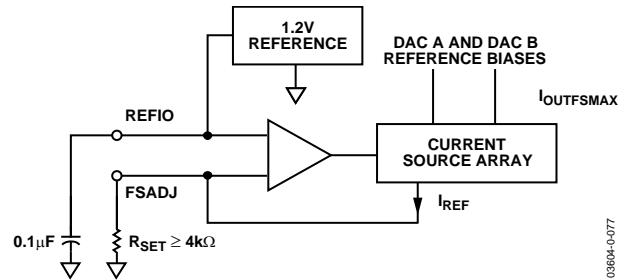 1.2V
REFERENCE
DAC A AND DAC B
REFERENCE BIASES
IOUTFSMAX
REFIO
CURRENT
SOURCE ARRAY
FSADJ
IREF
0.1µF
RSET ≥ 4kΩ
03604-0-077